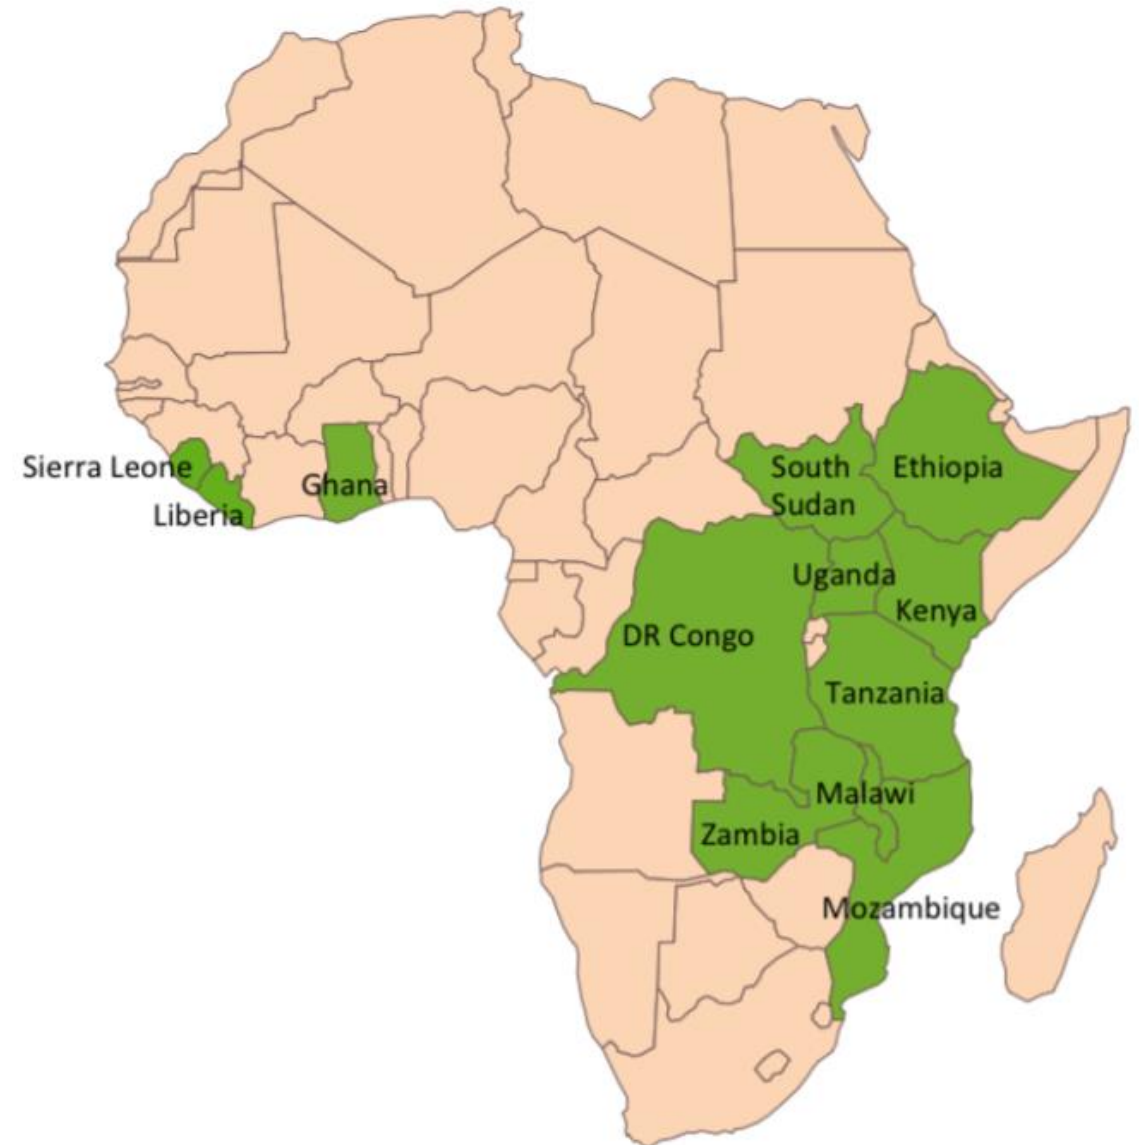 Sierra Leone
Liberia
Ghana
South
Sudan
Ethiopia
Uganda
Kenya
DR Congo
Tanzania
Malawi
Zambia
Mozambique